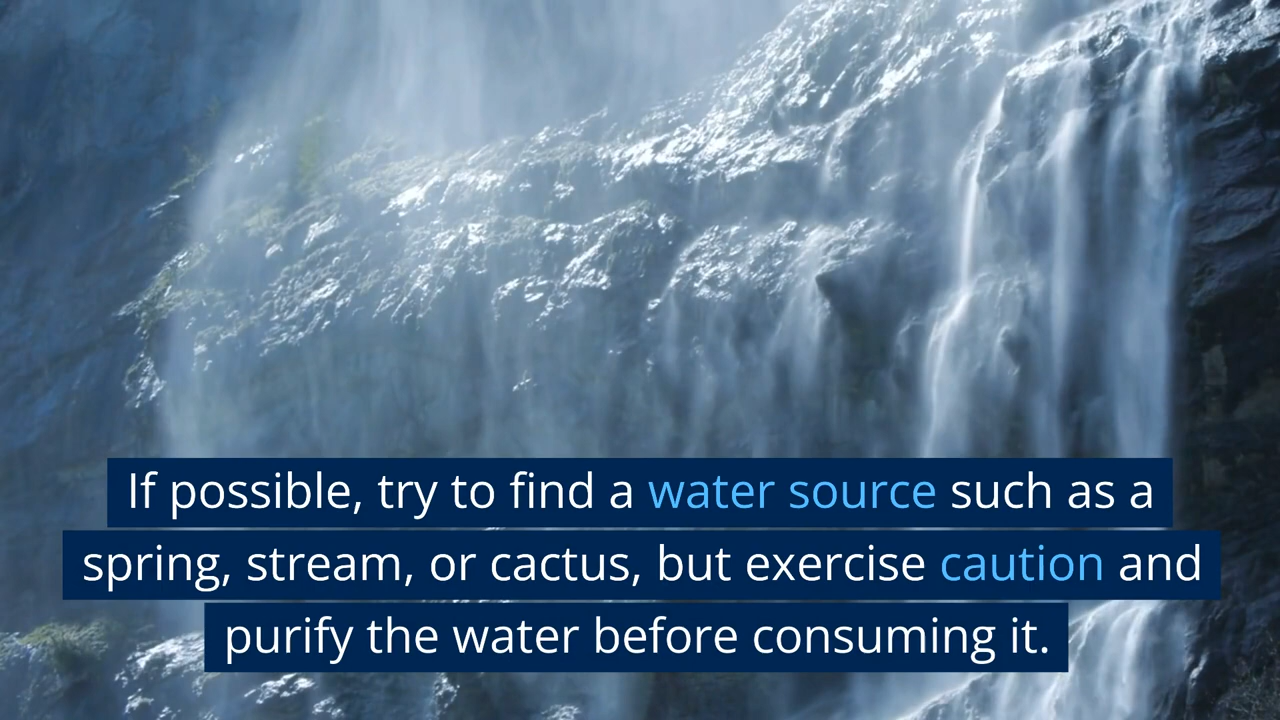 If possible, try to find a water source such as a
spring, stream, or cactus, but exercise caution and
purify the water before consuming it.